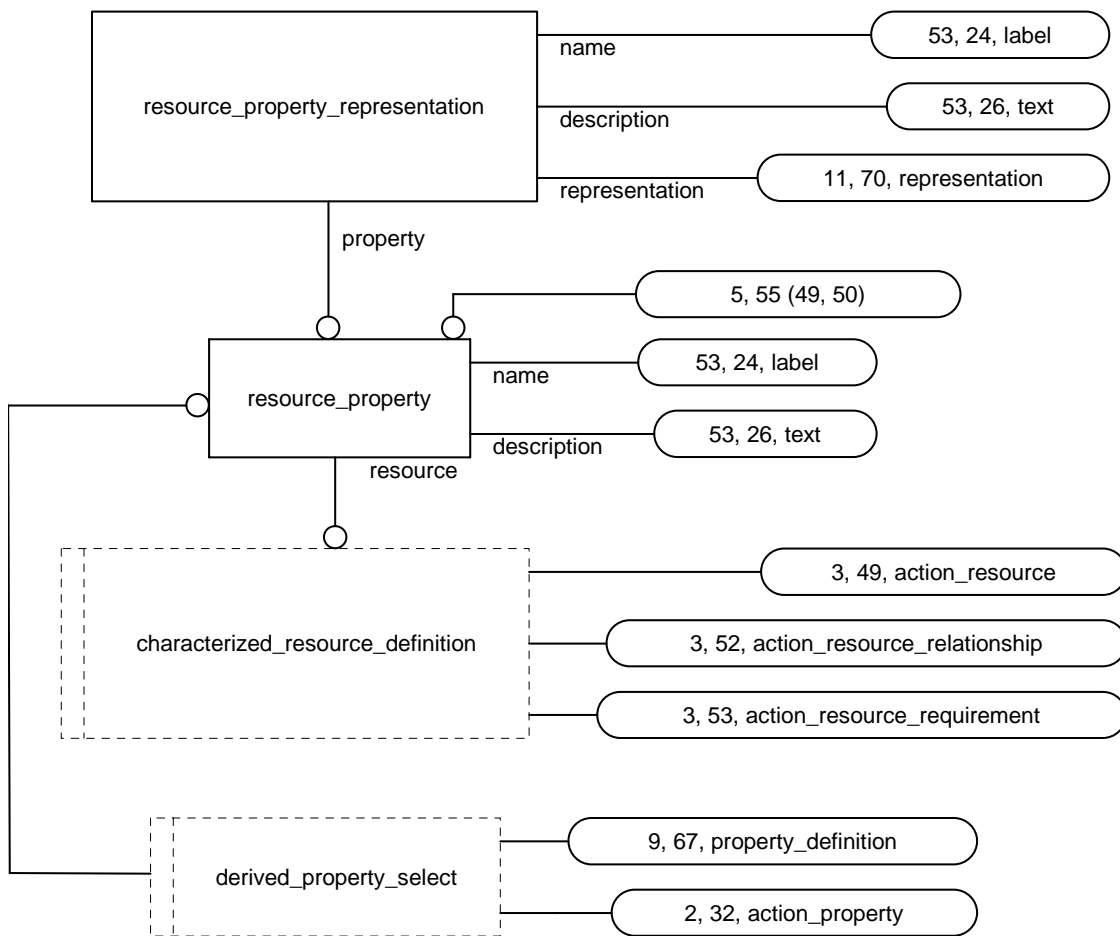 53, 24, label
name
resource_property_representation
53, 26, text
description
11, 70, representation
representation
property
5, 55 (49, 50)
53, 24, label
name
resource_property
53, 26, text
description
resource
3, 49, action_resource
characterized_resource_definition
3, 52, action_resource_relationship
3, 53, action_resource_requirement
9, 67, property_definition
derived_property_select
2, 32, action_property